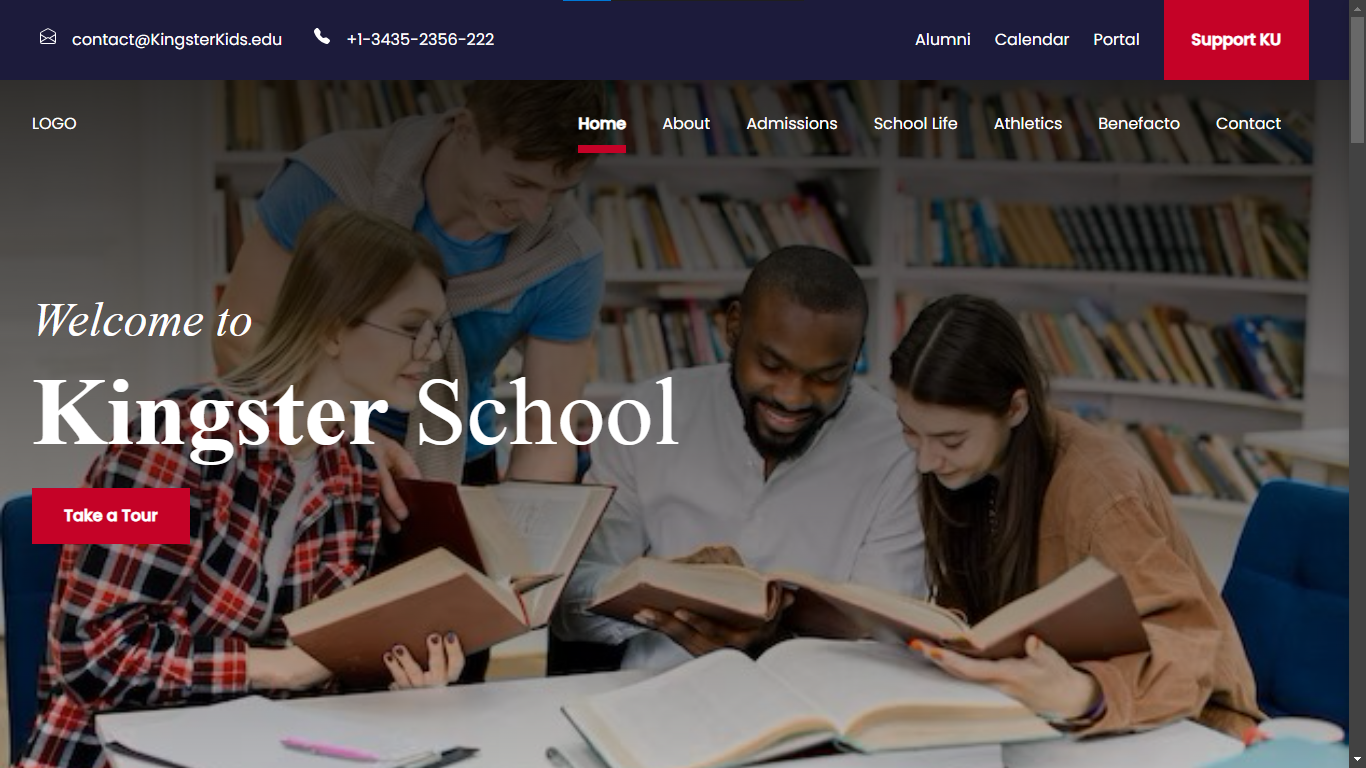 contact@KingsterKids.edu +1-3435-2356-222 Alumni Calendar Portal Support KU
LOGO Home About Admissions School Life Athletics Benefacto Contact
Welcome to
Kingster School
Take a Tour